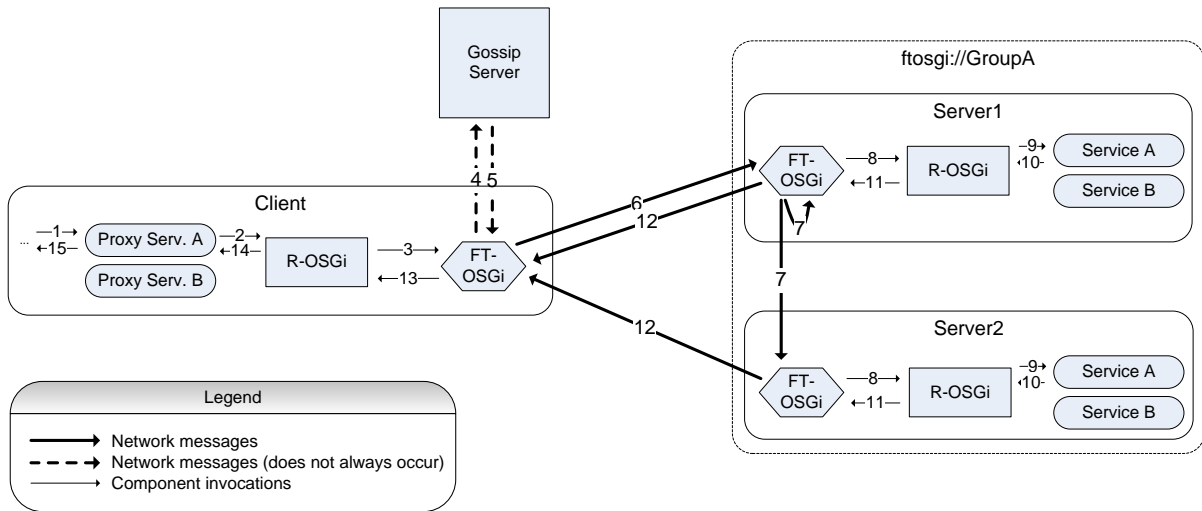 Gossip
Server
4
5
Client
...
1
15
Proxy Serv. A
Proxy Serv. B
2
14
R-OSGi
3
13
FT-
OSGi
6
12
12
ftosgi://GroupA
Server1
FT-
OSGi
7
8
11
R-OSGi
9
10
Service A
Service B
7
Server2
FT-
OSGi
8
11
R-OSGi
9
10
Service A
Service B
Legend
Network messages
Network messages (does not always occur)
Component invocations